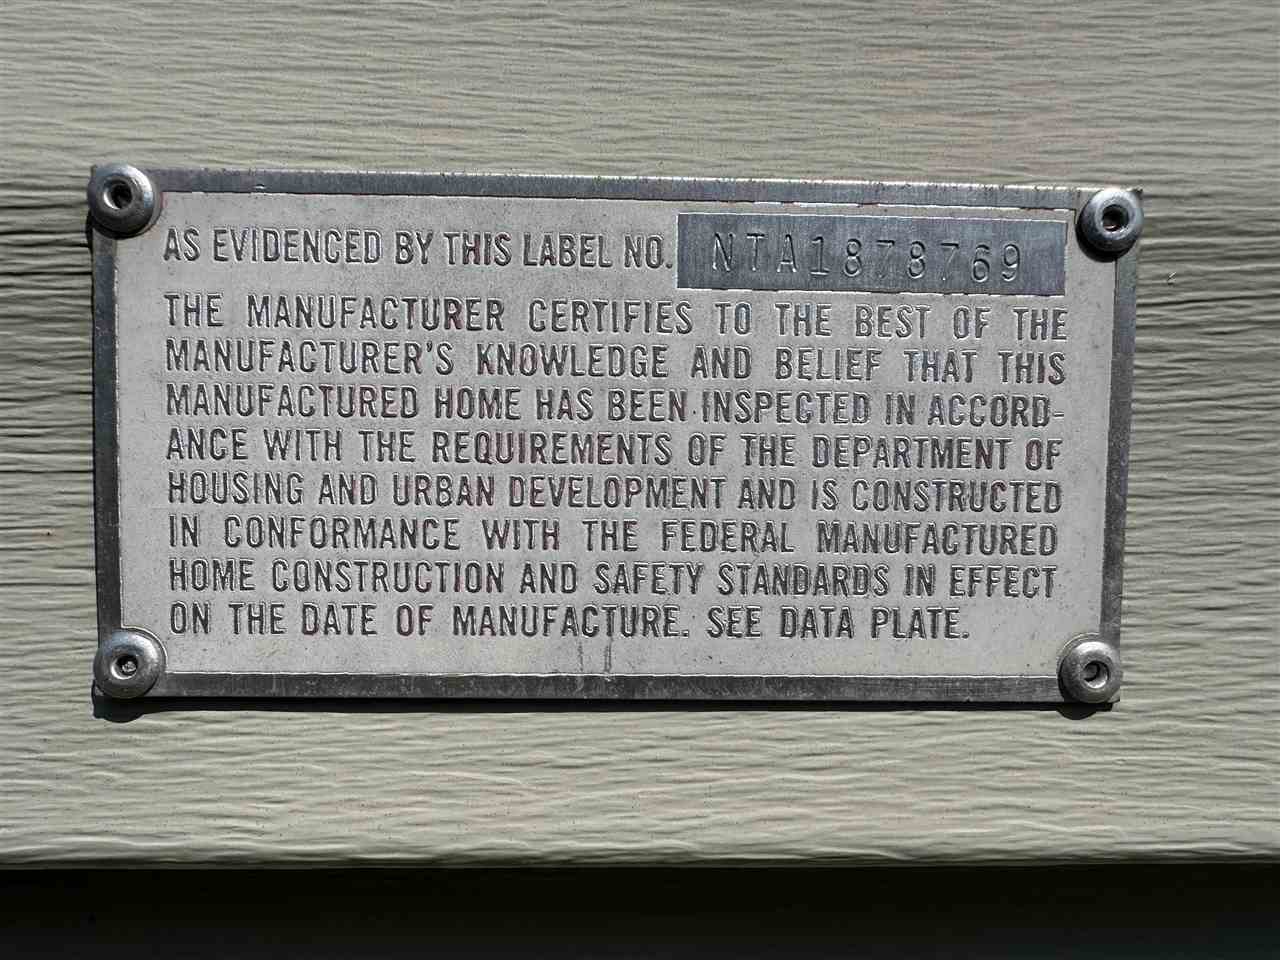 AS EVIDENCED BY THIS LABEL NO. NTA1878769
THE MANUFACTURER CERTIFIES TO THE BEST OF THE
MANUFACTURER'S KNOWLEDGE AND BELIEF THAT THIS
MANUFACTURED HOME HAS BEEN INSPECTED IN ACCORD-
ANCE WITH THE REQUIREMENTS OF THE DEPARTMENT OF
HOUSING AND URBAN DEVELOPMENT AND IS CONSTRUCTED
IN CONFORMANCE WITH THE FEDERAL MANUFACTURED
HOME CONSTRUCTION AND SAFETY STANDARDS IN EFFECT
ON THE DATE OF MANUFACTURE. SEE DATA PLATE.